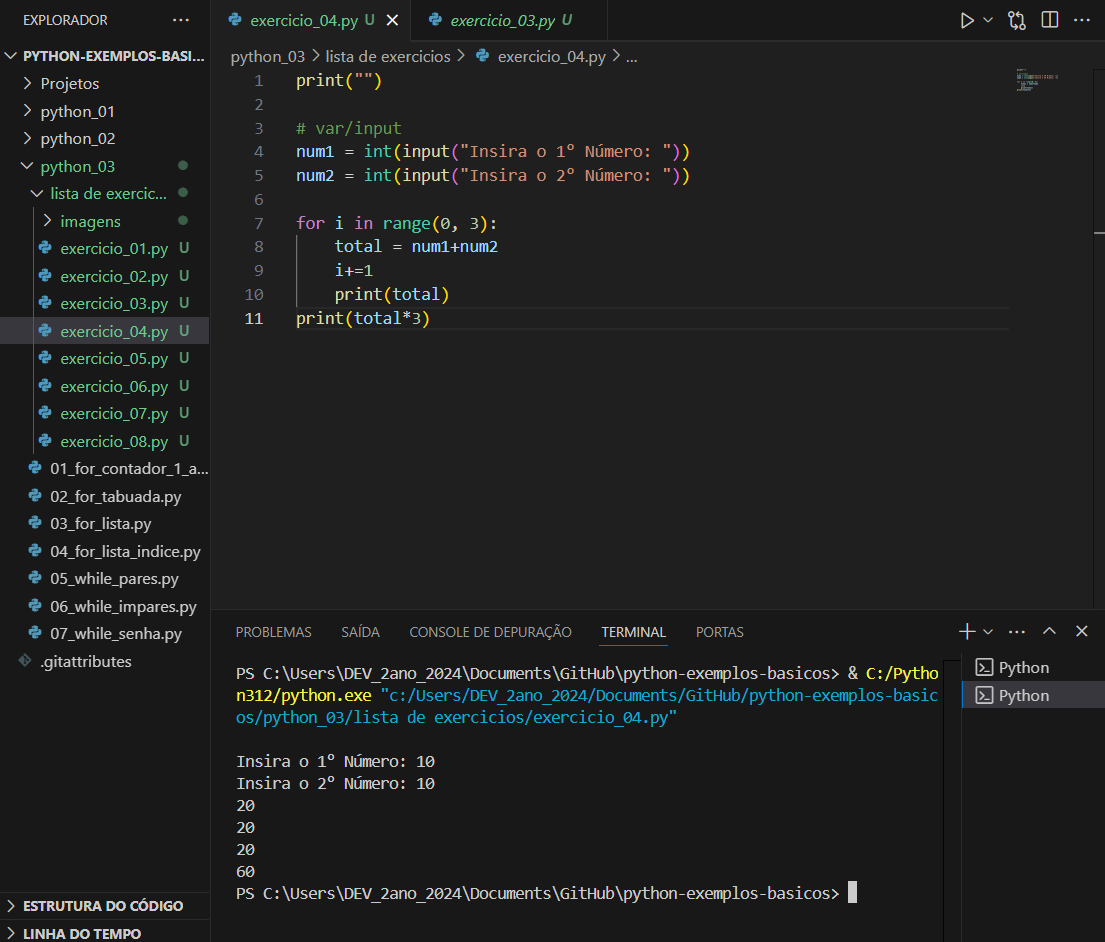 EXPLORADOR
PYTHON-EXEMPLOS-BASI...
Projetos
python_01
python_02
python_03
lista de exercic...
imagens
exercicio_01.py U
exercicio_02.py U
exercicio_03.py U
exercicio_04.py U
exercicio_05.py U
exercicio_06.py U
exercicio_07.py U
exercicio_08.py U
01_for_contador_1_a...
02_for_tabuada.py
03_for_lista.py
04_for_lista_indice.py
05_while_pares.py
06_while_impares.py
07_while_senha.py
.gitattributes
ESTRUTURA DO CÓDIGO
LINHA DO TEMPO
exercicio_04.py U
exercicio_03.py U
python_03 > lista de exercicios > exercicio_04.py > ...
1 print("")
2
3 # var/input
4 num1 = int(input("Insira o 1º Número: "))
5 num2 = int(input("Insira o 2º Número: "))
6
7 for i in range(0, 3):
8     total = num1+num2
9     i+=1
10     print(total)
11 print(total*3)
PROBLEMAS SAÍDA CONSOLE DE DEPURAÇÃO TERMINAL PORTAS
PS C:\Users\DEV_2ano_2024\Documents\GitHub\python-exemplos-basicos> & C:/Pytho
n312/python.exe "c:/Users/DEV_2ano_2024/Documents/GitHub/python-exemplos-basic
os/python_03/lista de exercicios/exercicio_04.py"
Insira o 1º Número: 10
Insira o 2º Número: 10
20
20
20
60
PS C:\Users\DEV_2ano_2024\Documents\GitHub\python-exemplos-basicos>
Python
Python